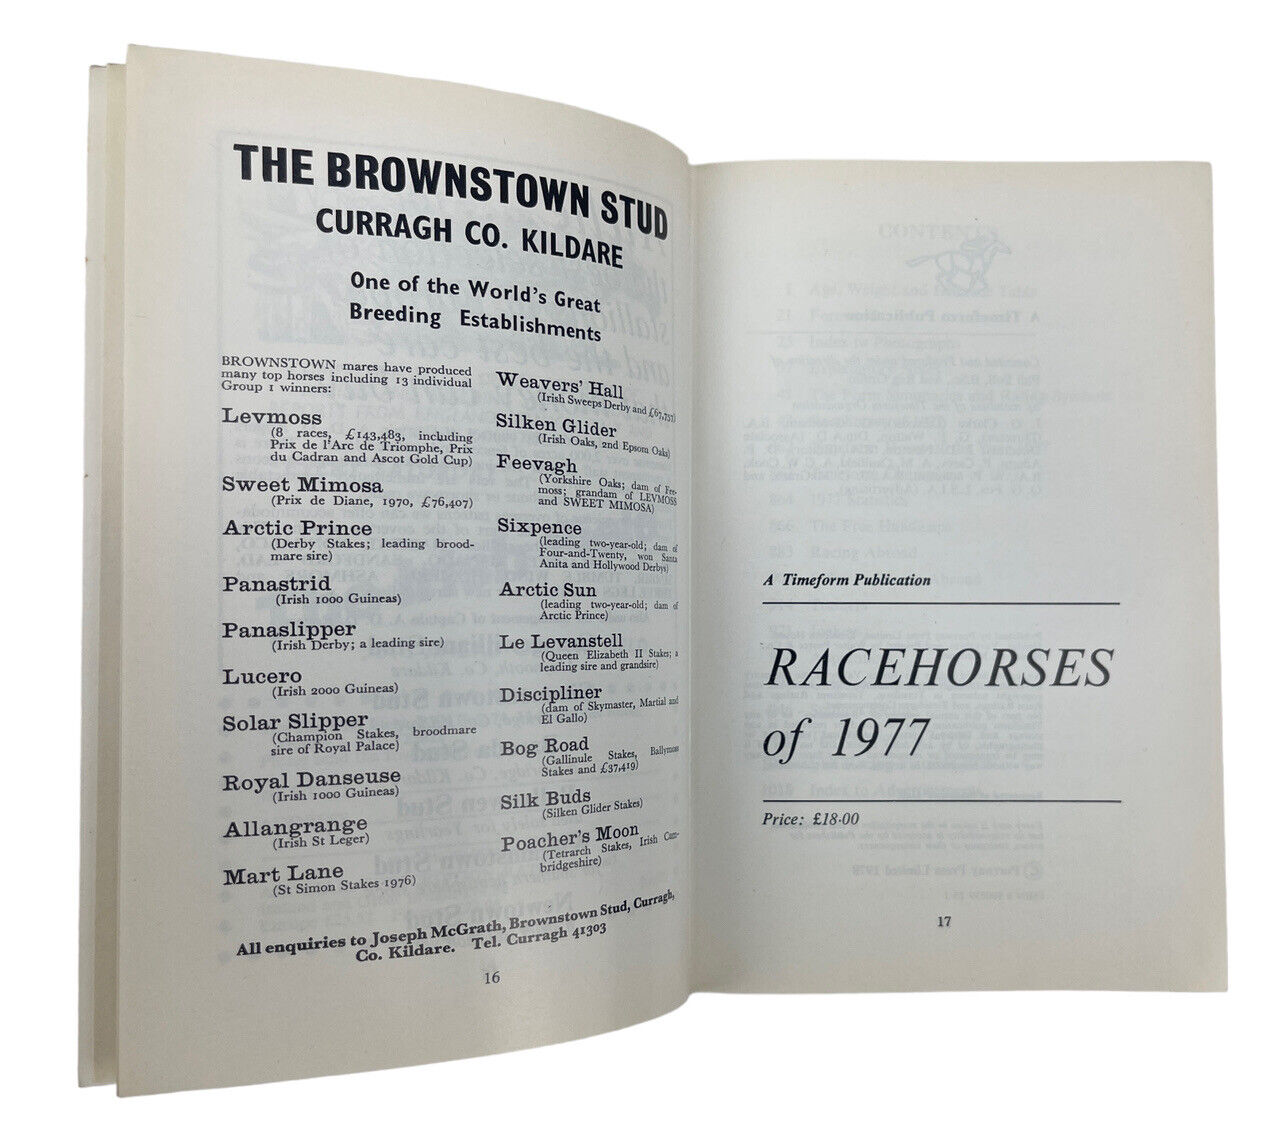 THE BROWNSTOWN STUD
CURRAGH CO. KILDARE
One of the World's Great
Breeding Establishments
BROWNSTOWN mares have produced
many top horses including 13 individual
Group 1 winners:
Levmoss
(8 races, £143,483, including
Prix de l'Arc de Triomphe, Prix
du Cadran and Ascot Gold Cup)
Sweet Mimosa
(Prix de Diane, 1970, £76,407)
Arctic Prince
(Derby Stakes; leading brood-
mare sire)
Panastrid
(Irish 1000 Guineas)
Panaslipper
(Irish Derby; a leading sire)
Lucero
(Irish 2000 Guineas)
Solar Slipper
(Champion Stakes, broodmare
sire of Royal Palace)
Royal Danseuse
(Irish 1000 Guineas)
Allangrange
(Irish St Leger)
Mart Lane
(St Simon Stakes 1976)
Weavers' Hall
(Irish Sweeps Derby and £67,757)
Silken Glider
(Irish Oaks, 2nd Epsom Oaks)
Feevagh
(Yorkshire Oaks; dam of Fee-
moss; grandam of LEVMOSS
and SWEET MIMOSA)
Sixpence
(leading two-year-old; dam of
Four-and-Twenty, won Santa
Anita and Hollywood Derbys)
Arctic Sun
(leading two-year-old; dam of
Arctic Prince)
Le Levanstell
(Queen Elizabeth II Stakes; a
leading sire and grandsire)
Discipliner
(dam of Skymaster, Martial and
El Gallo)
Bog Road
(Gallinule Stakes, Ballymoss
Stakes and £37,419)
Silk Buds
(Silken Glider Stakes)
Poacher's Moon
(Tetrarch Stakes, Irish Cam-
bridgeshire)
All enquiries to Joseph McGrath, Brownstown Stud, Curragh,
Co. Kildare. Tel. Curragh 41303
16
A Timeform Publication
RACEHORSES
of 1977
Price: £18·00
17